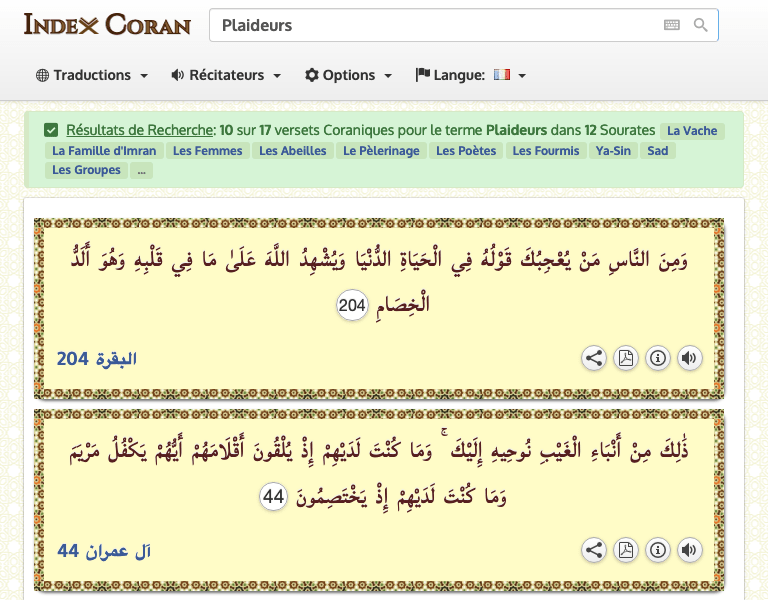 Index Coran
Plaideurs
Traductions
Récitateurs
Options
Langue:
Résultats de Recherche: 10 sur 17 versets Coraniques pour le terme Plaideurs dans 12 Sourates La Vache
La Famille d'Imran Les Femmes Les Abeilles Le Pèlerinage Les Poètes Les Fourmis Ya-Sin Sad
Les Groupes ...
وَمِنَ النَّاسِ مَنْ يُعْجِبُكَ قَوْلُهُ فِي الْحَيَاةِ الدُّنْيَا وَيُشْهِدُ اللَّهَ عَلَىٰ مَا فِي قَلْبِهِ وَهُوَ أَلَدُّ
الْخِصَامِ 204
البقرة 204
ذَٰلِكَ مِنْ أَنْبَاءِ الْغَيْبِ نُوحِيهِ إِلَيْكَ ۚ وَمَا كُنْتَ لَدَيْهِمْ إِذْ يُلْقُونَ أَقْلَامَهُمْ أَيُّهُمْ يَكْفُلُ مَرْيَمَ
وَمَا كُنْتَ لَدَيْهِمْ إِذْ يَخْتَصِمُونَ 44
آل عمران 44